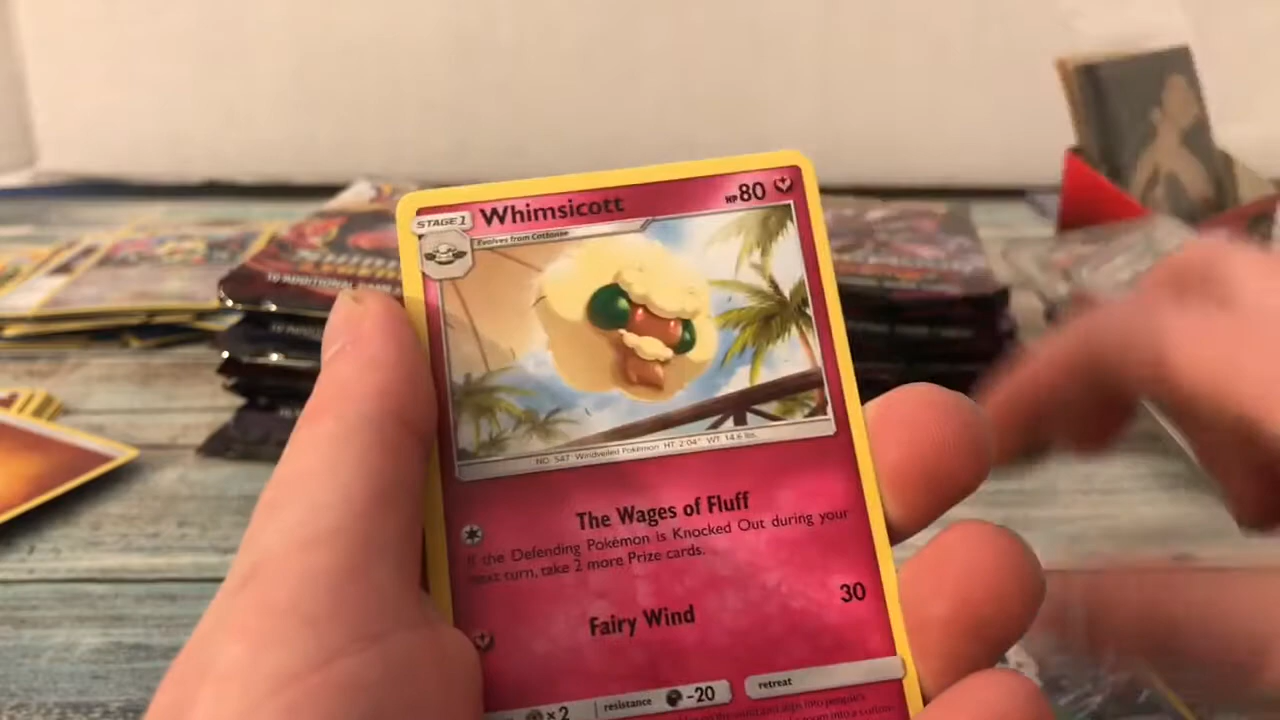 STAGE 1 Whimsicott HP 80
Evolves from Cottonee
NO. 547 Windveiled Pokémon HT: 2'04" WT: 14.6 lbs.
The Wages of Fluff
If the Defending Pokémon is Knocked Out during your
next turn, take 2 more Prize cards.
Fairy Wind 30
×2 resistance -20 retreat